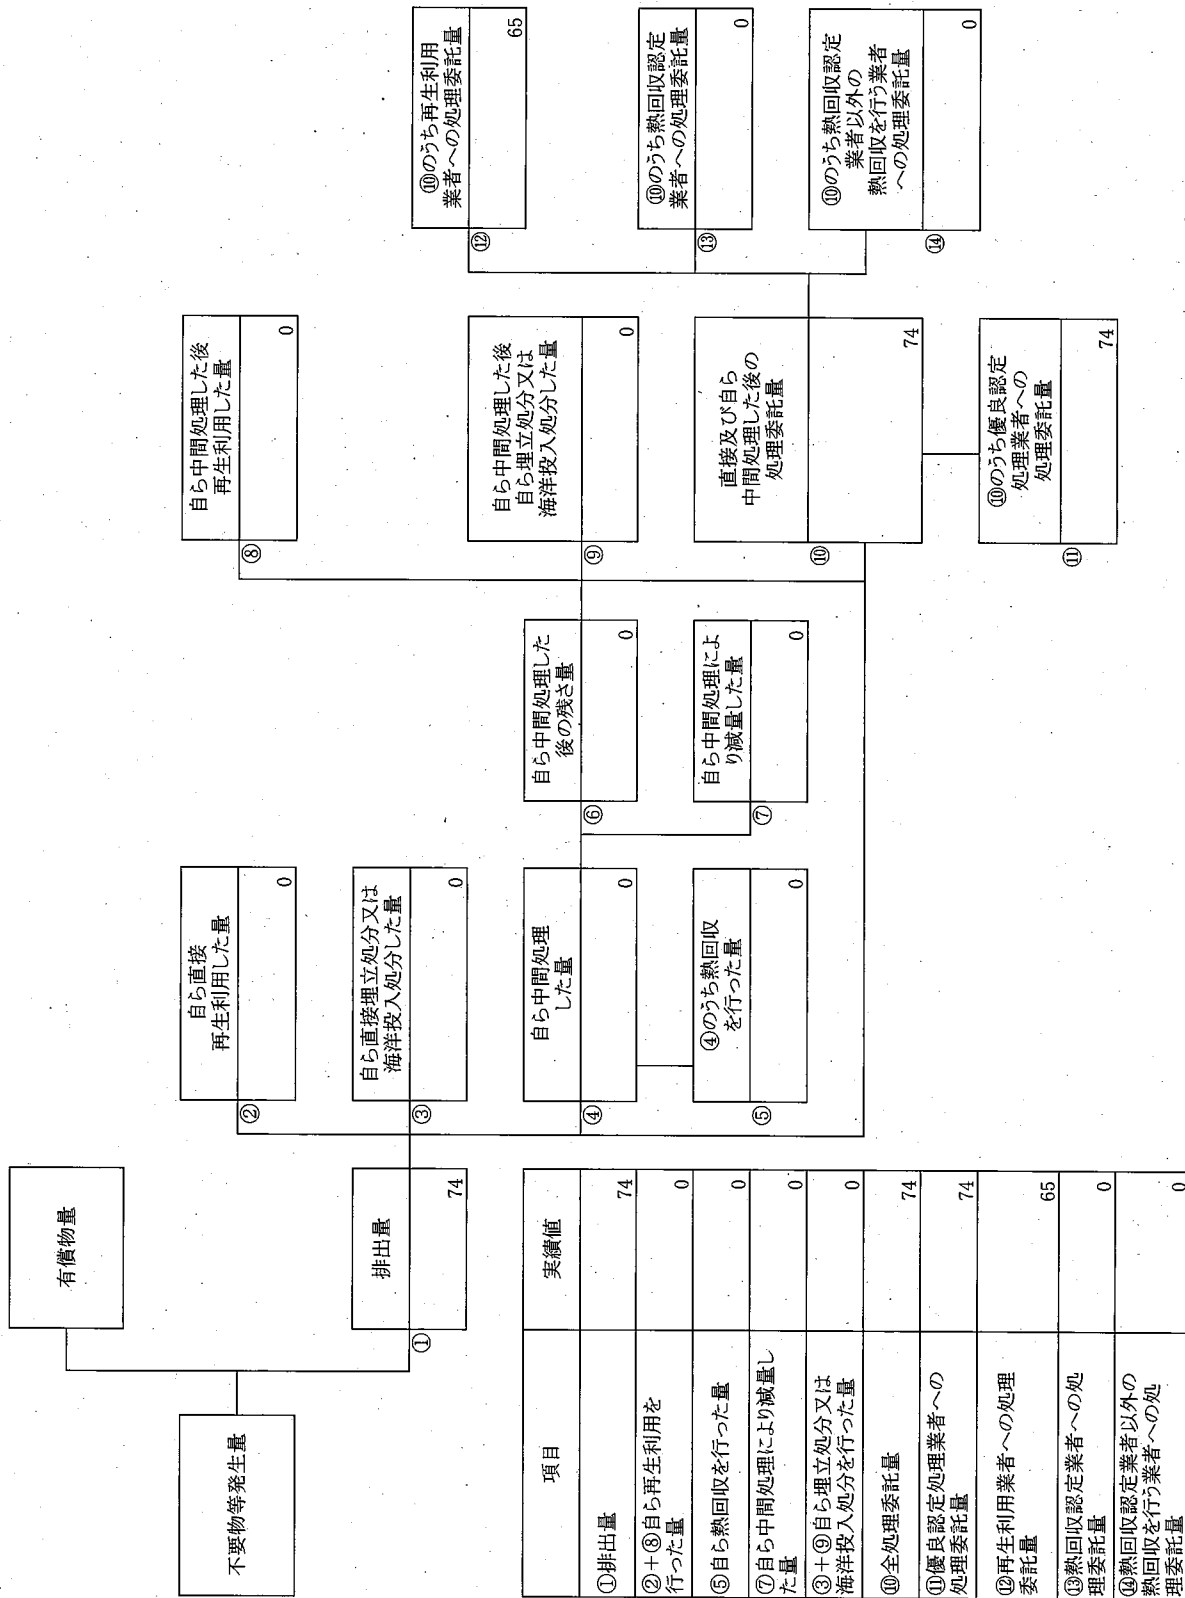 不要物等発生量
有償物量
排出量
①
74
自ら直接
再生利用した量
②
0
自ら直接埋立処分又は
海洋投入処分した量
③
0
自ら中間処理
した量
④
0
④のうち熱回収
を行った量
⑤
0
自ら中間処理した
後の残さ量
⑥
0
自ら中間処理によ
り減量した量
⑦
0
自ら中間処理した後
再生利用した量
⑧
0
自ら中間処理した後
自ら埋立処分又は
海洋投入処分した量
⑨
0
直接及び自ら
中間処理した後の
処理委託量
⑩
74
⑩のうち優良認定
処理業者への
処理委託量
⑪
74
⑩のうち再生利用
業者への処理委託量
⑫
65
⑩のうち熱回収認定
業者への処理委託量
⑬
0
⑩のうち熱回収認定
業者以外の
熱回収を行う業者
への処理委託量
⑭
0
項目 実績値
①排出量 74
②+⑧自ら再生利用を
行った量 0
⑤自ら熱回収を行った量 0
⑦自ら中間処理により減量し
た量 0
③+⑨自ら埋立処分又は
海洋投入処分を行った量 0
⑩全処理委託量 74
⑪優良認定処理業者への
処理委託量 74
⑫再生利用業者への処理
委託量 65
⑬熱回収認定業者への処
理委託量 0
⑭熱回収認定業者以外の
熱回収を行う業者への処
理委託量 0